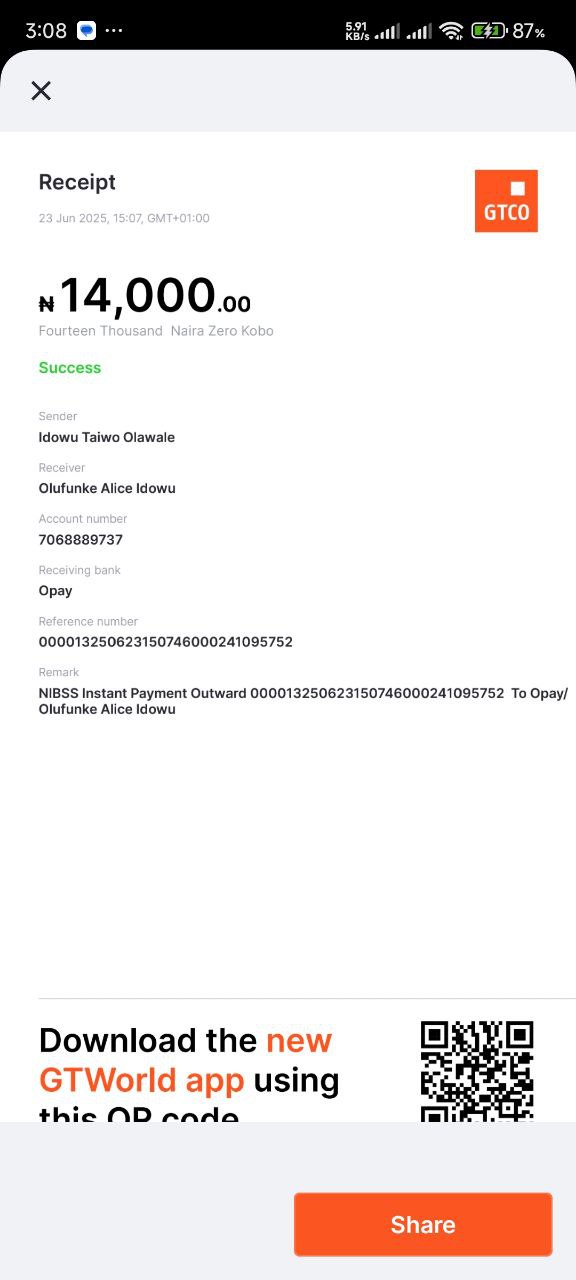 3:08
5.91
KB/s
87%
Receipt
23 Jun 2025, 15:07, GMT+01:00
GTCO
₦14,000.00
Fourteen Thousand  Naira Zero Kobo
Success
Sender
Idowu Taiwo Olawale
Receiver
Olufunke Alice Idowu
Account number
7068889737
Receiving bank
Opay
Reference number
000013250623150746000241095752
Remark
NIBSS Instant Payment Outward 000013250623150746000241095752  To Opay/
Olufunke Alice Idowu
Download the new
GTWorld app using
this QR code
Share